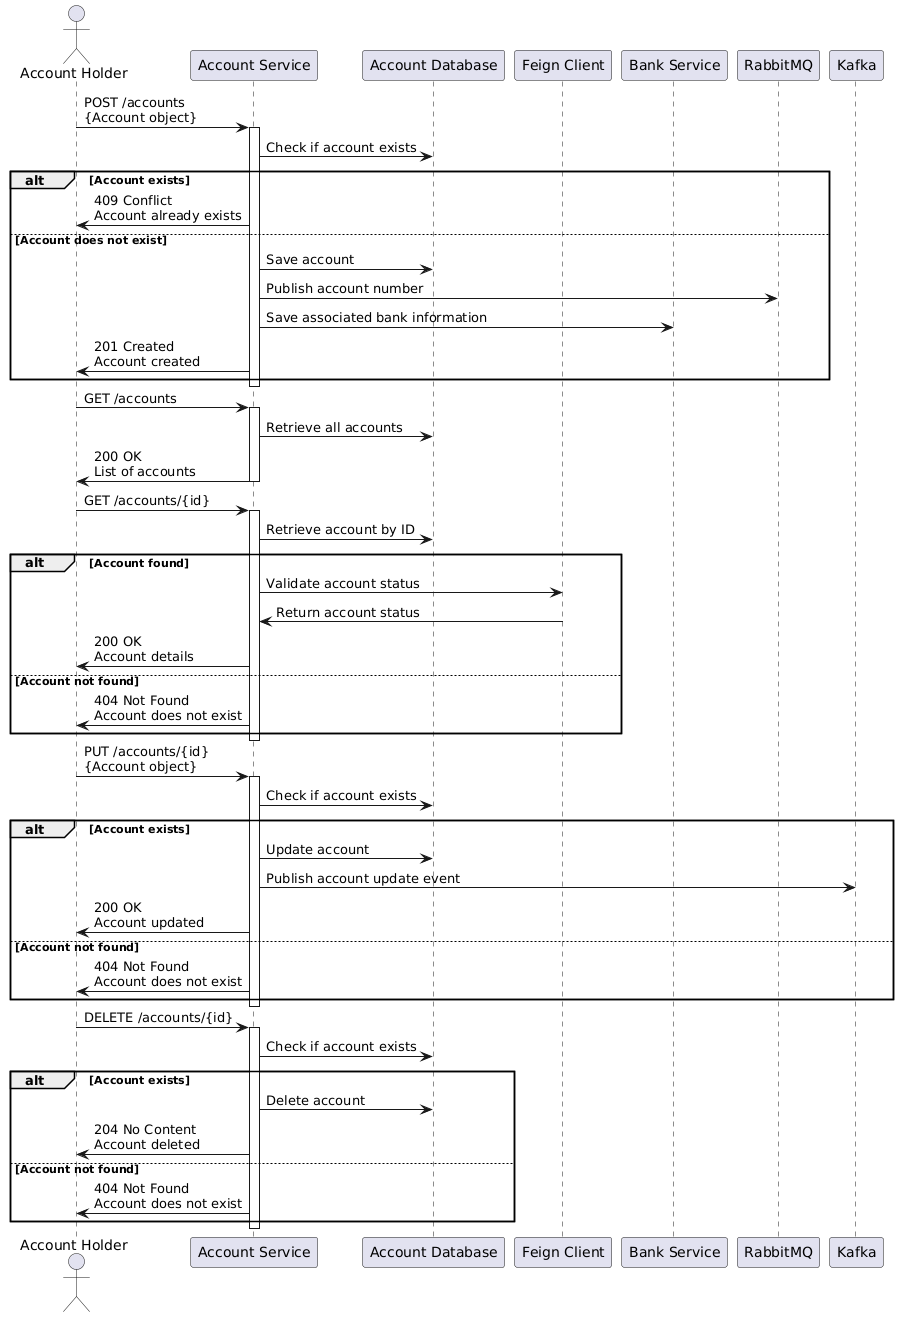 Account Holder
Account Service
Account Database
Feign Client
Bank Service
RabbitMQ
Kafka
POST /accounts
{Account object}
Check if account exists
alt
[Account exists]
409 Conflict
Account already exists
[Account does not exist]
Save account
Publish account number
Save associated bank information
201 Created
Account created
GET /accounts
Retrieve all accounts
200 OK
List of accounts
GET /accounts/{id}
Retrieve account by ID
alt
[Account found]
Validate account status
Return account status
200 OK
Account details
[Account not found]
404 Not Found
Account does not exist
PUT /accounts/{id}
{Account object}
Check if account exists
alt
[Account exists]
Update account
Publish account update event
200 OK
Account updated
[Account not found]
404 Not Found
Account does not exist
DELETE /accounts/{id}
Check if account exists
alt
[Account exists]
Delete account
204 No Content
Account deleted
[Account not found]
404 Not Found
Account does not exist
Account Holder
Account Service
Account Database
Feign Client
Bank Service
RabbitMQ
Kafka